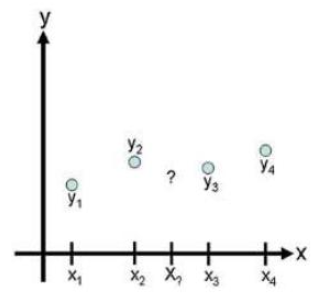 y
y₂
y₄
?
y₃
y₁
x
x₁ x₂ X? x₃ x₄